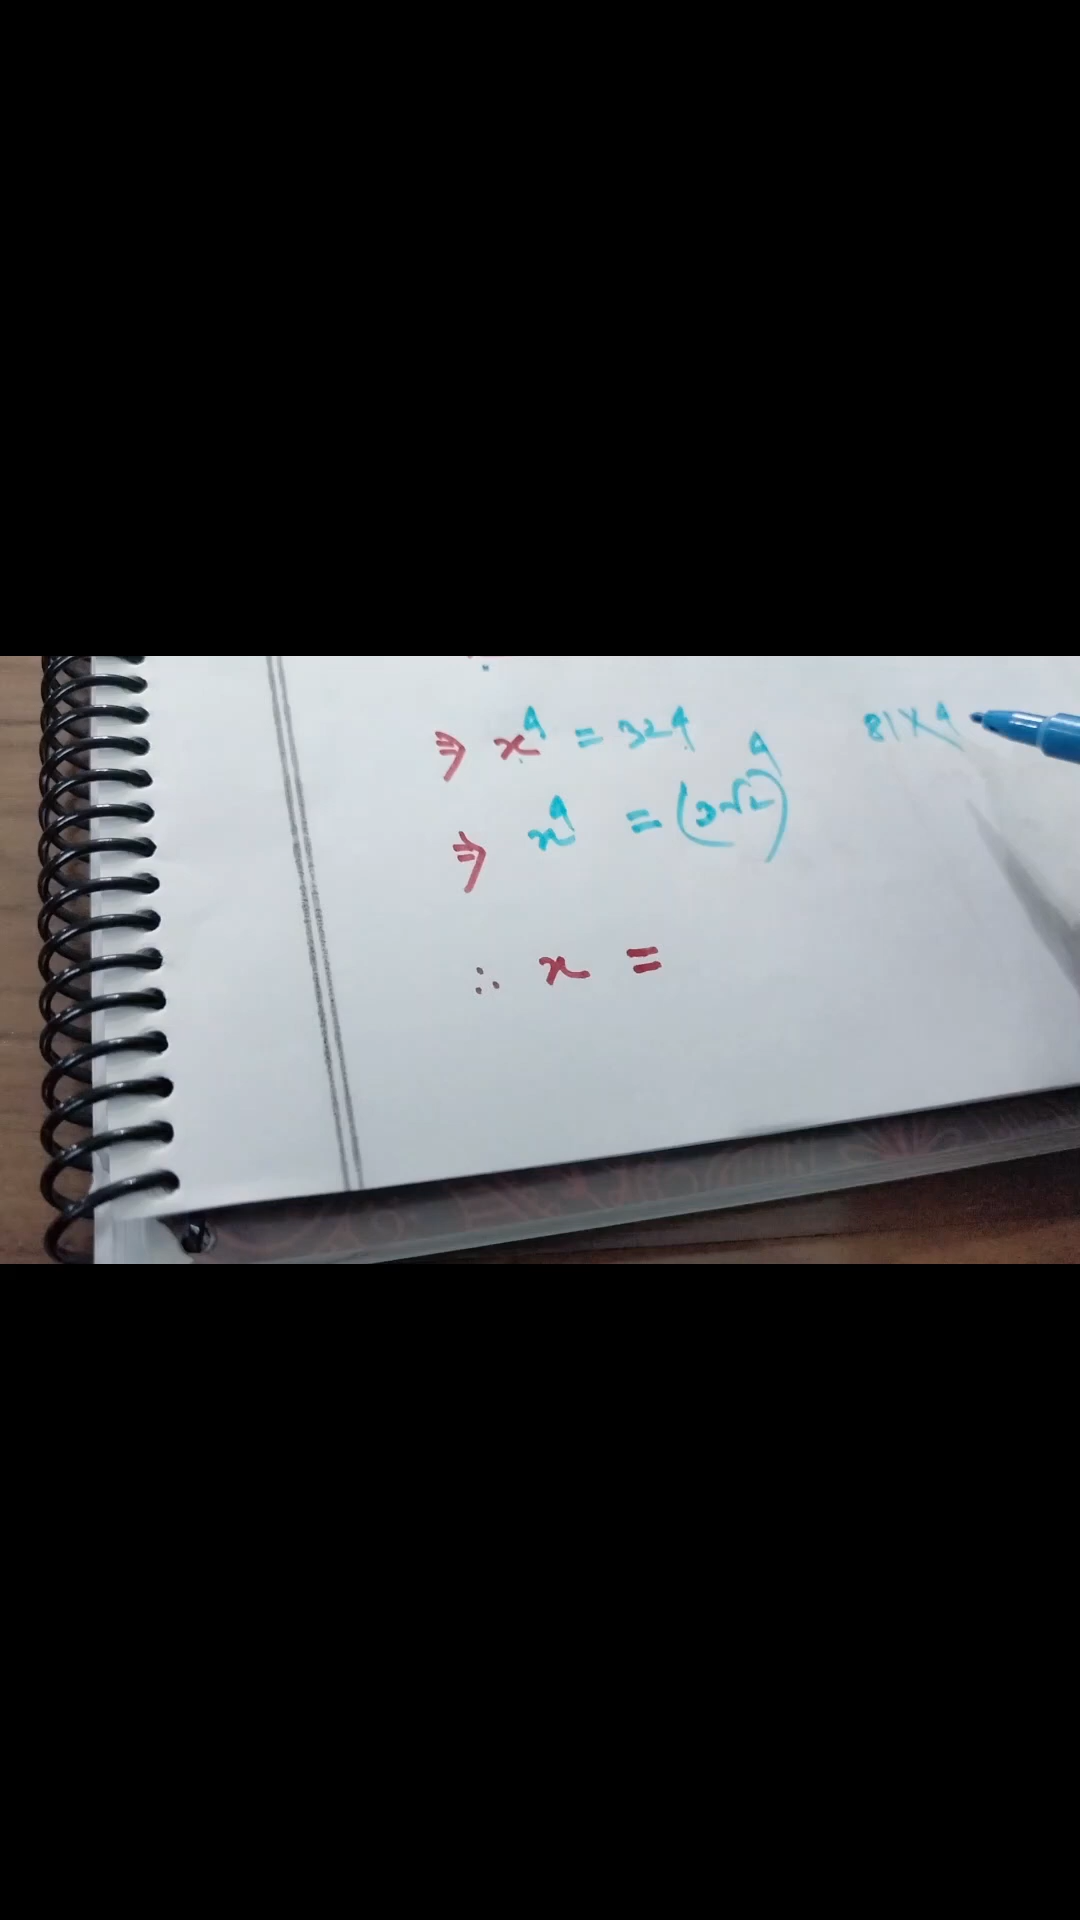 ⇒ x⁴ = 324
81×4
⇒ x⁴ = (3√2)⁴
∴ x =